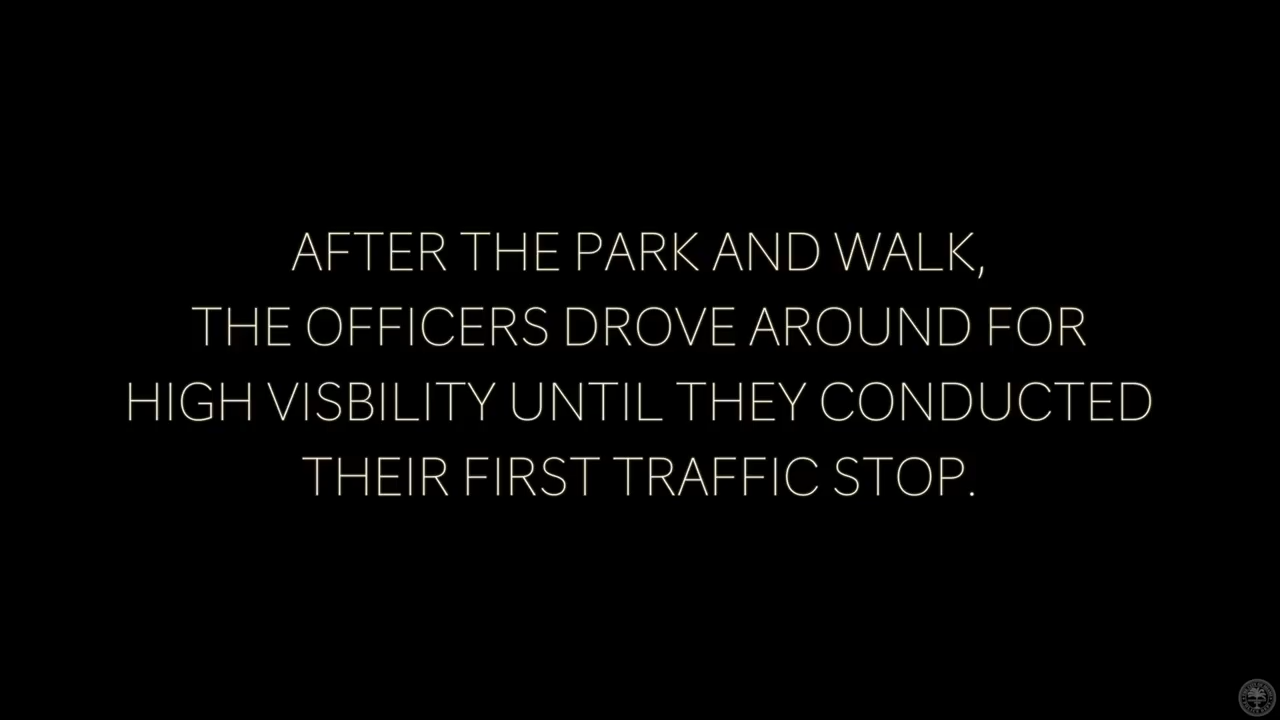 AFTER THE PARK AND WALK,
THE OFFICERS DROVE AROUND FOR
HIGH VISBILITY UNTIL THEY CONDUCTED
THEIR FIRST TRAFFIC STOP.